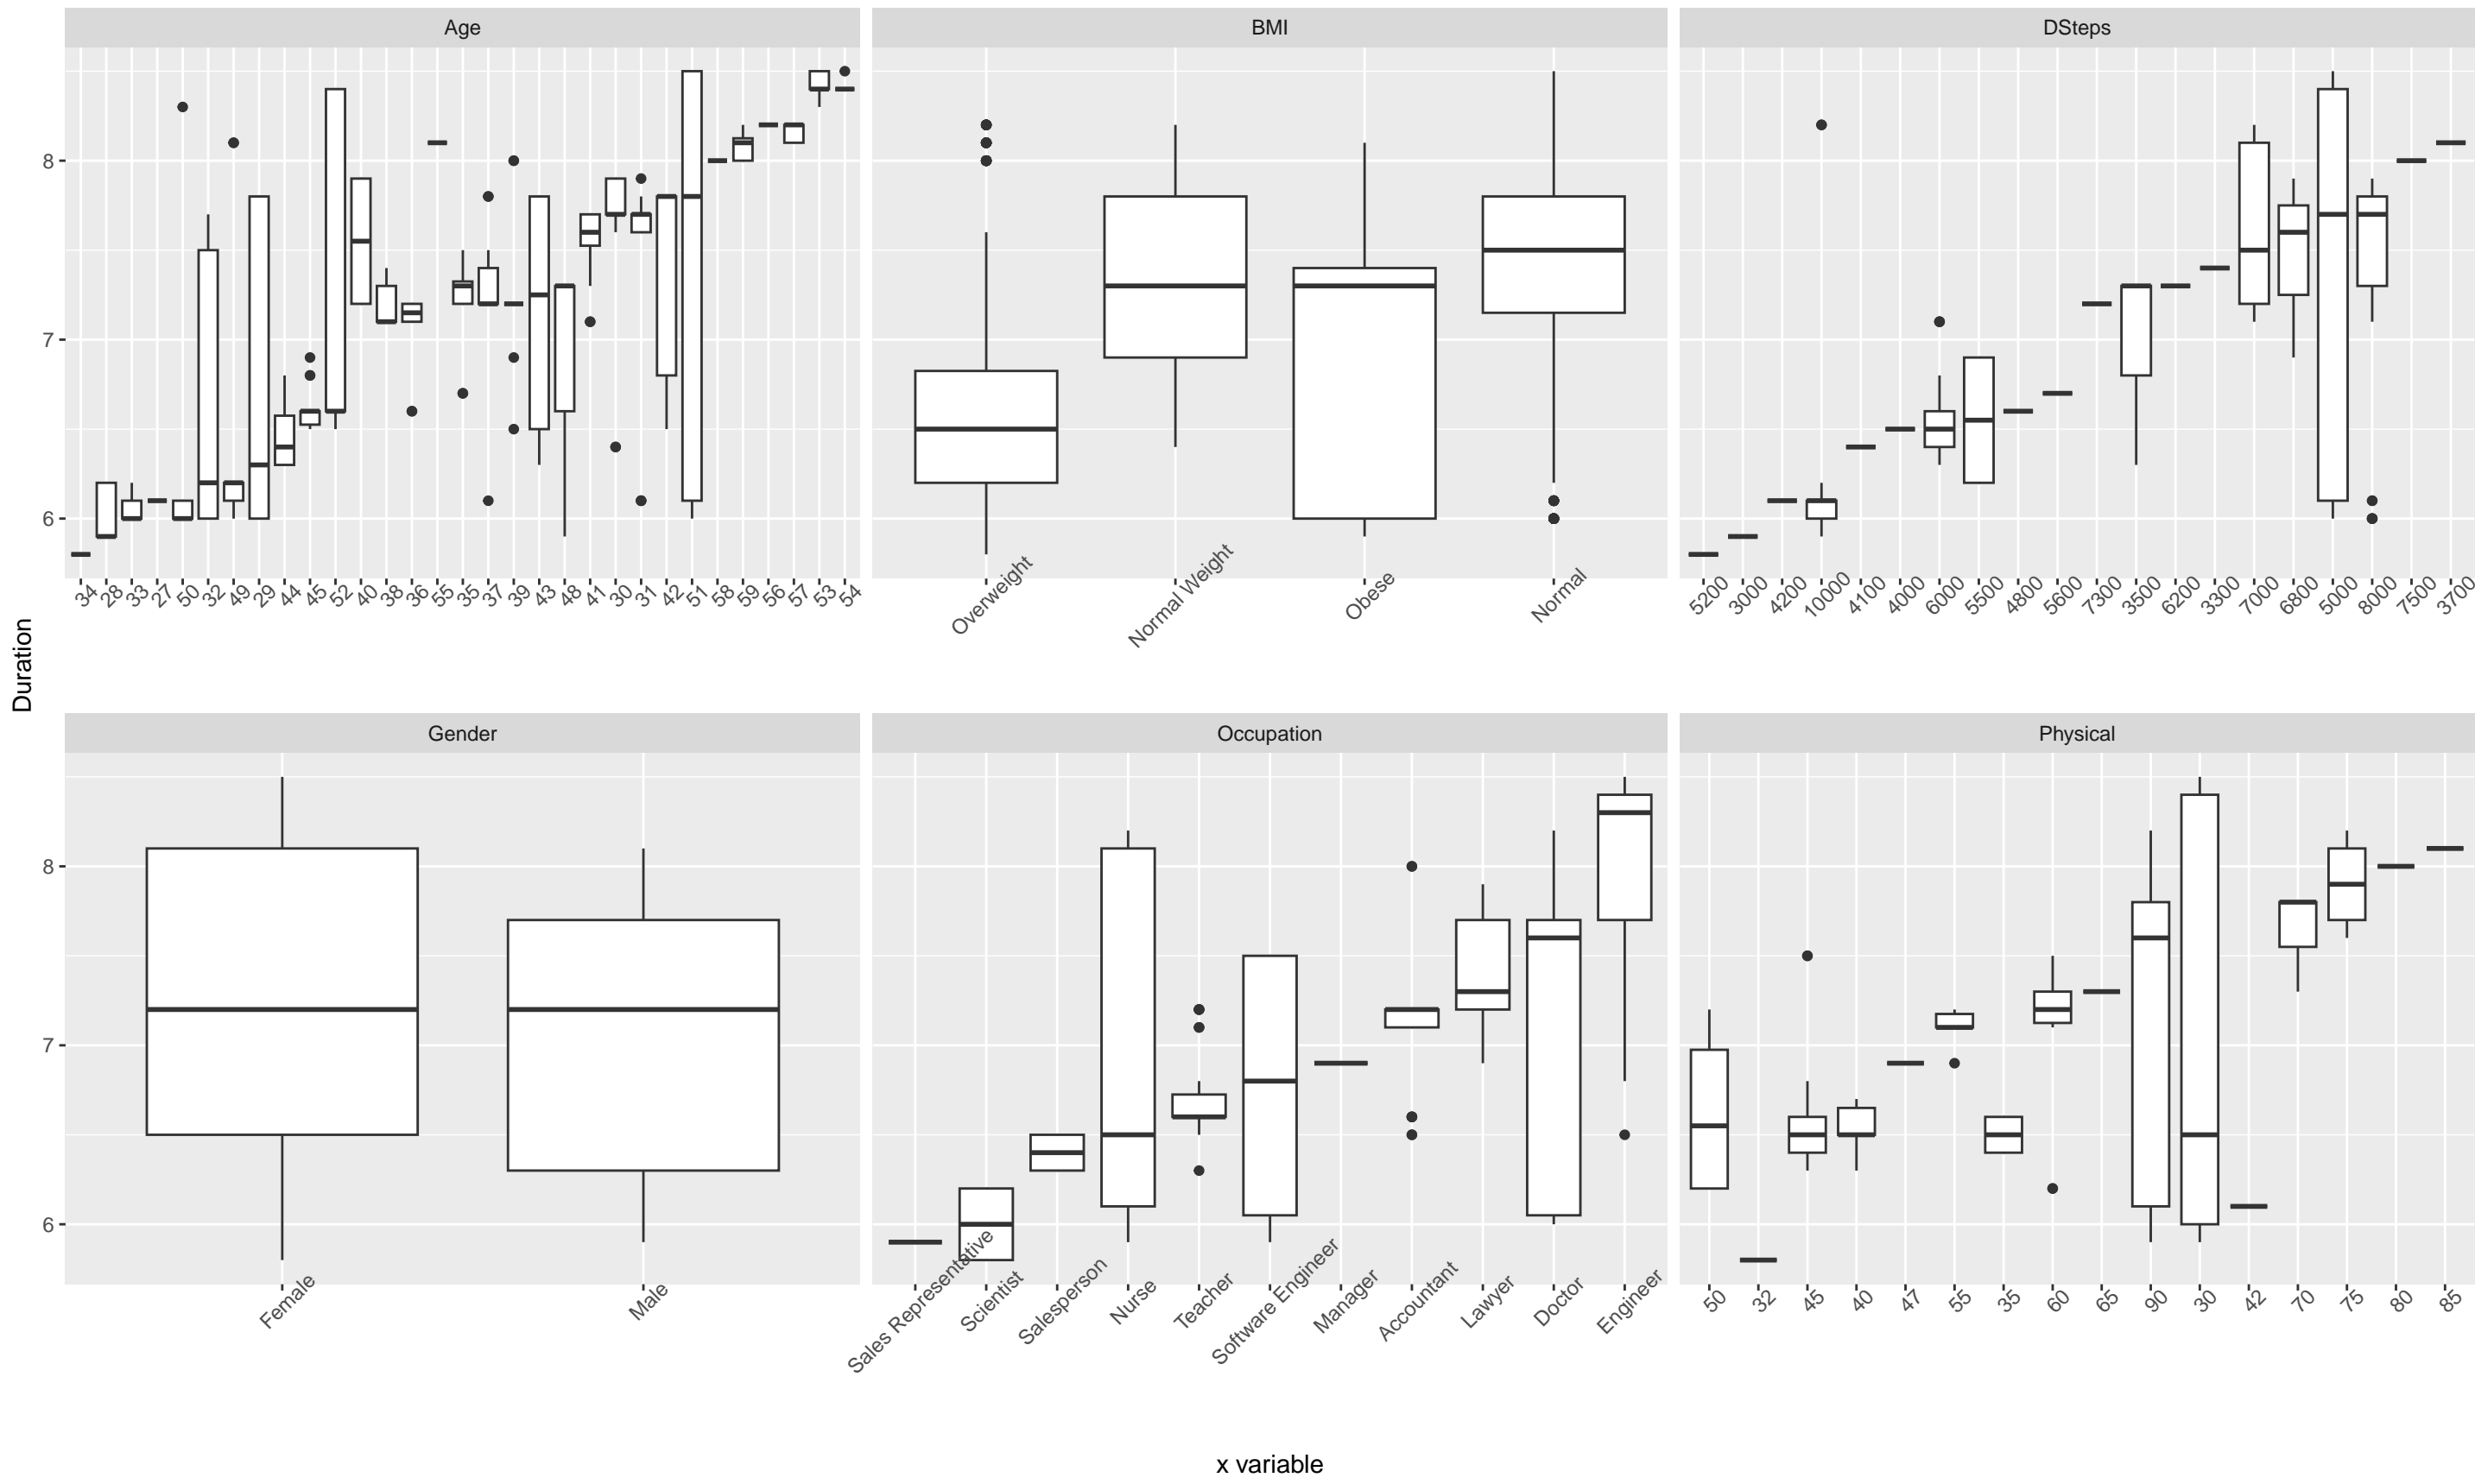 Age
BMI
DSteps
8
7
6
34 28 33 27 50 32 49 29 44 45 52 40 38 36 55 35 37 39 43 48 41 30 31 42 51 58 59 56 57 53 54
Overweight
Normal Weight
Obese
Normal
5200 3000 4200 10000 4100 4000 6000 5500 4800 5600 7300 3500 6200 3300 7000 6800 5000 8000 7500 3700
Duration
Gender
Occupation
Physical
8
7
6
Female
Male
Sales Representative
Scientist
Salesperson
Nurse
Teacher
Software Engineer
Manager
Accountant
Lawyer
Doctor
Engineer
50 32 45 40 47 55 35 60 65 90 30 42 70 75 80 85
x variable